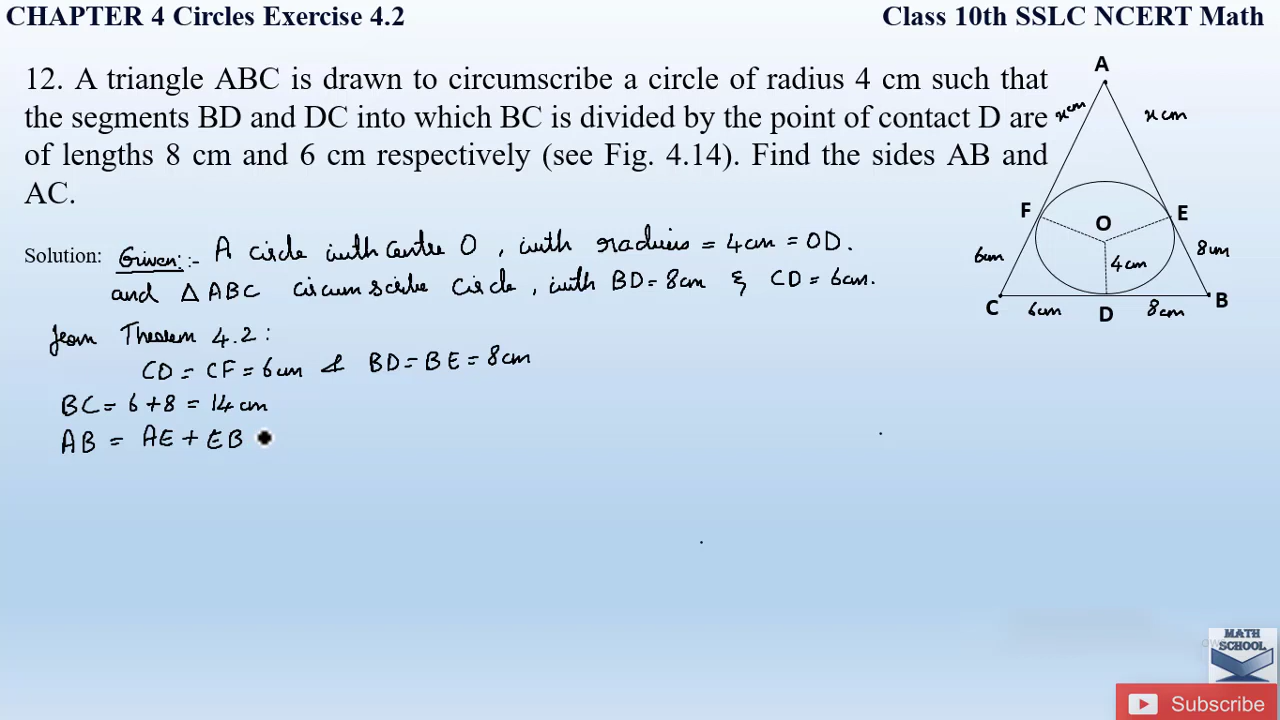 CHAPTER 4 Circles Exercise 4.2
Class 10th SSLC NCERT Math
12. A triangle ABC is drawn to circumscribe a circle of radius 4 cm such that
the segments BD and DC into which BC is divided by the point of contact D are
of lengths 8 cm and 6 cm respectively (see Fig. 4.14). Find the sides AB and
AC.
A
x cm
x cm
F
E
O
6cm
8cm
4cm
C
6cm
D
8cm
B
Solution: Given:- A circle with centre O , with radius = 4cm = OD.
and △ ABC circumscribe circle , with BD = 8cm & CD = 6cm.
from Theorem 4.2 :
CD = CF = 6cm & BD = BE = 8cm
BC = 6 + 8 = 14 cm
AB = AE + EB
MATH
SCHOOL
Subscribe